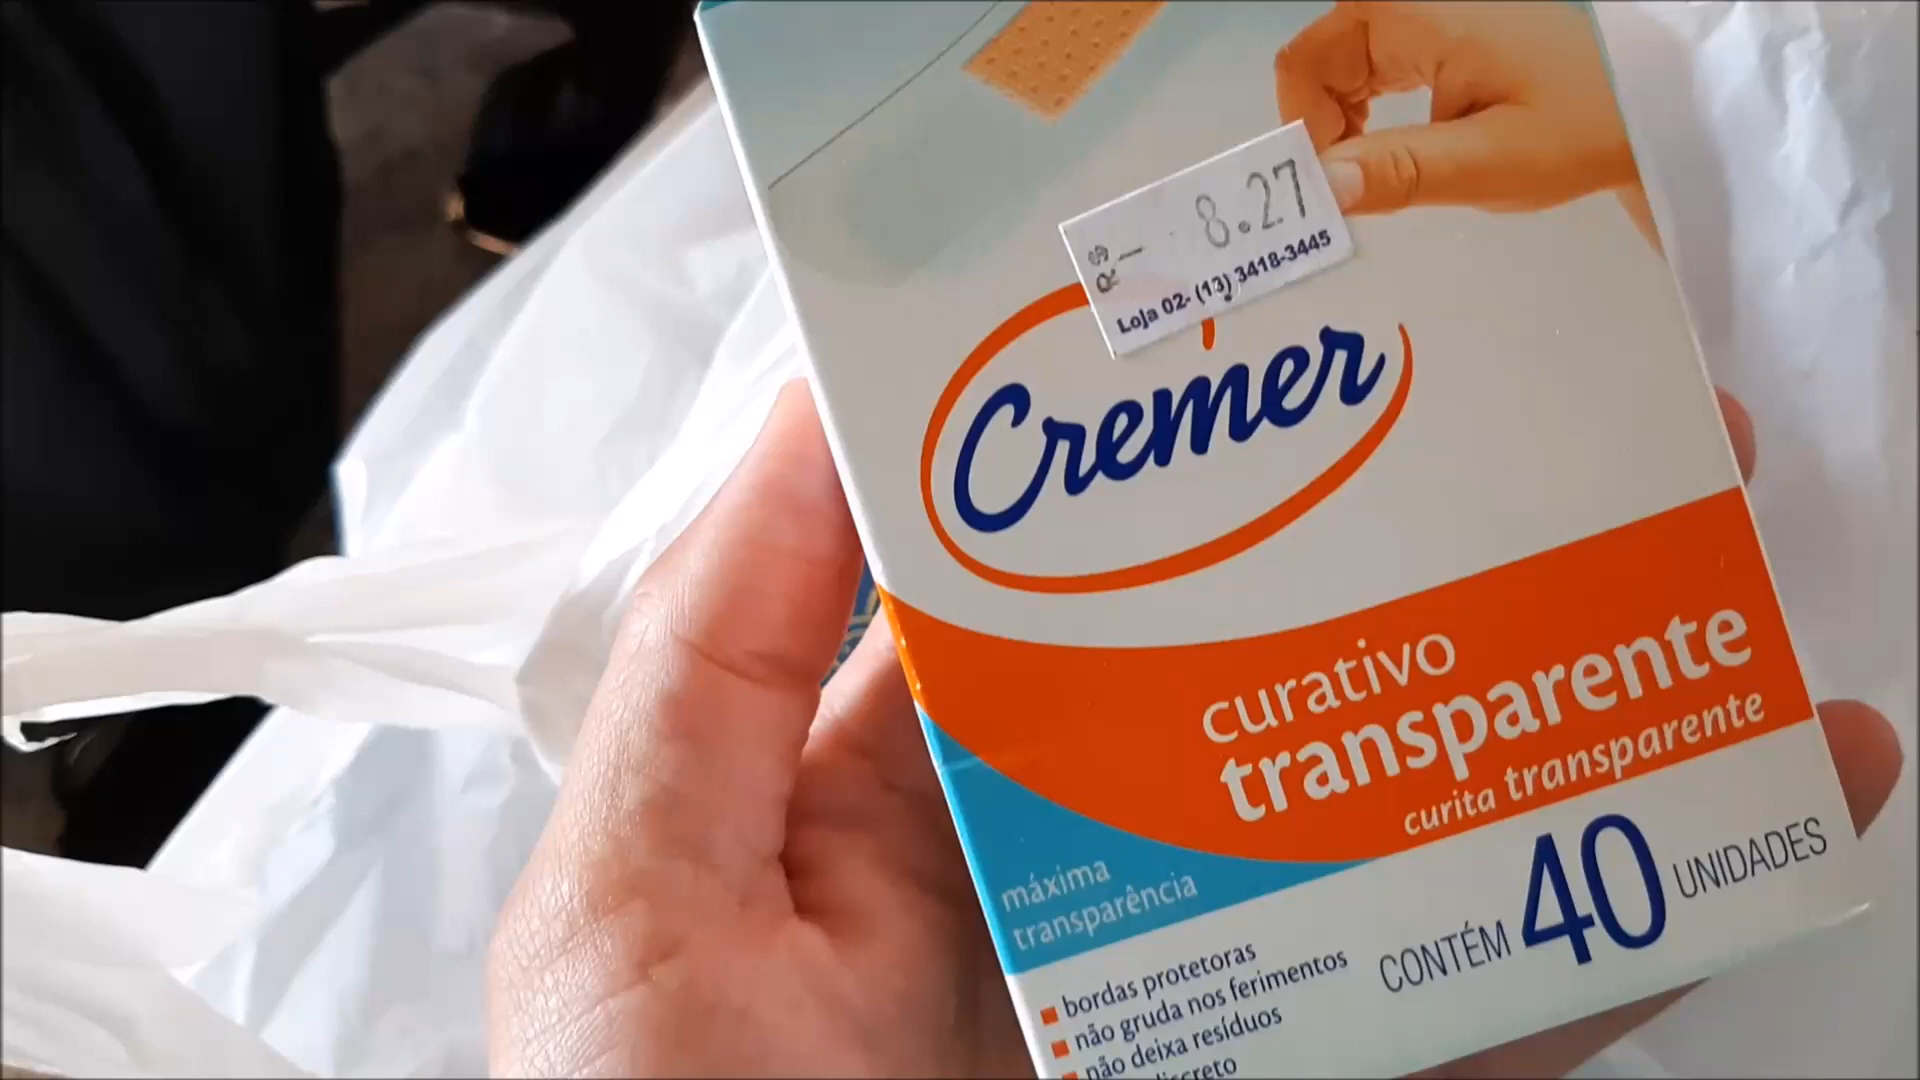 R$ 8.27
Loja 02- (13) 3418-3445
Cremer
curativo
transparente
curita transparente
máxima
transparência
CONTÉM 40 UNIDADES
bordas protetoras
não gruda nos ferimentos
não deixa resíduos